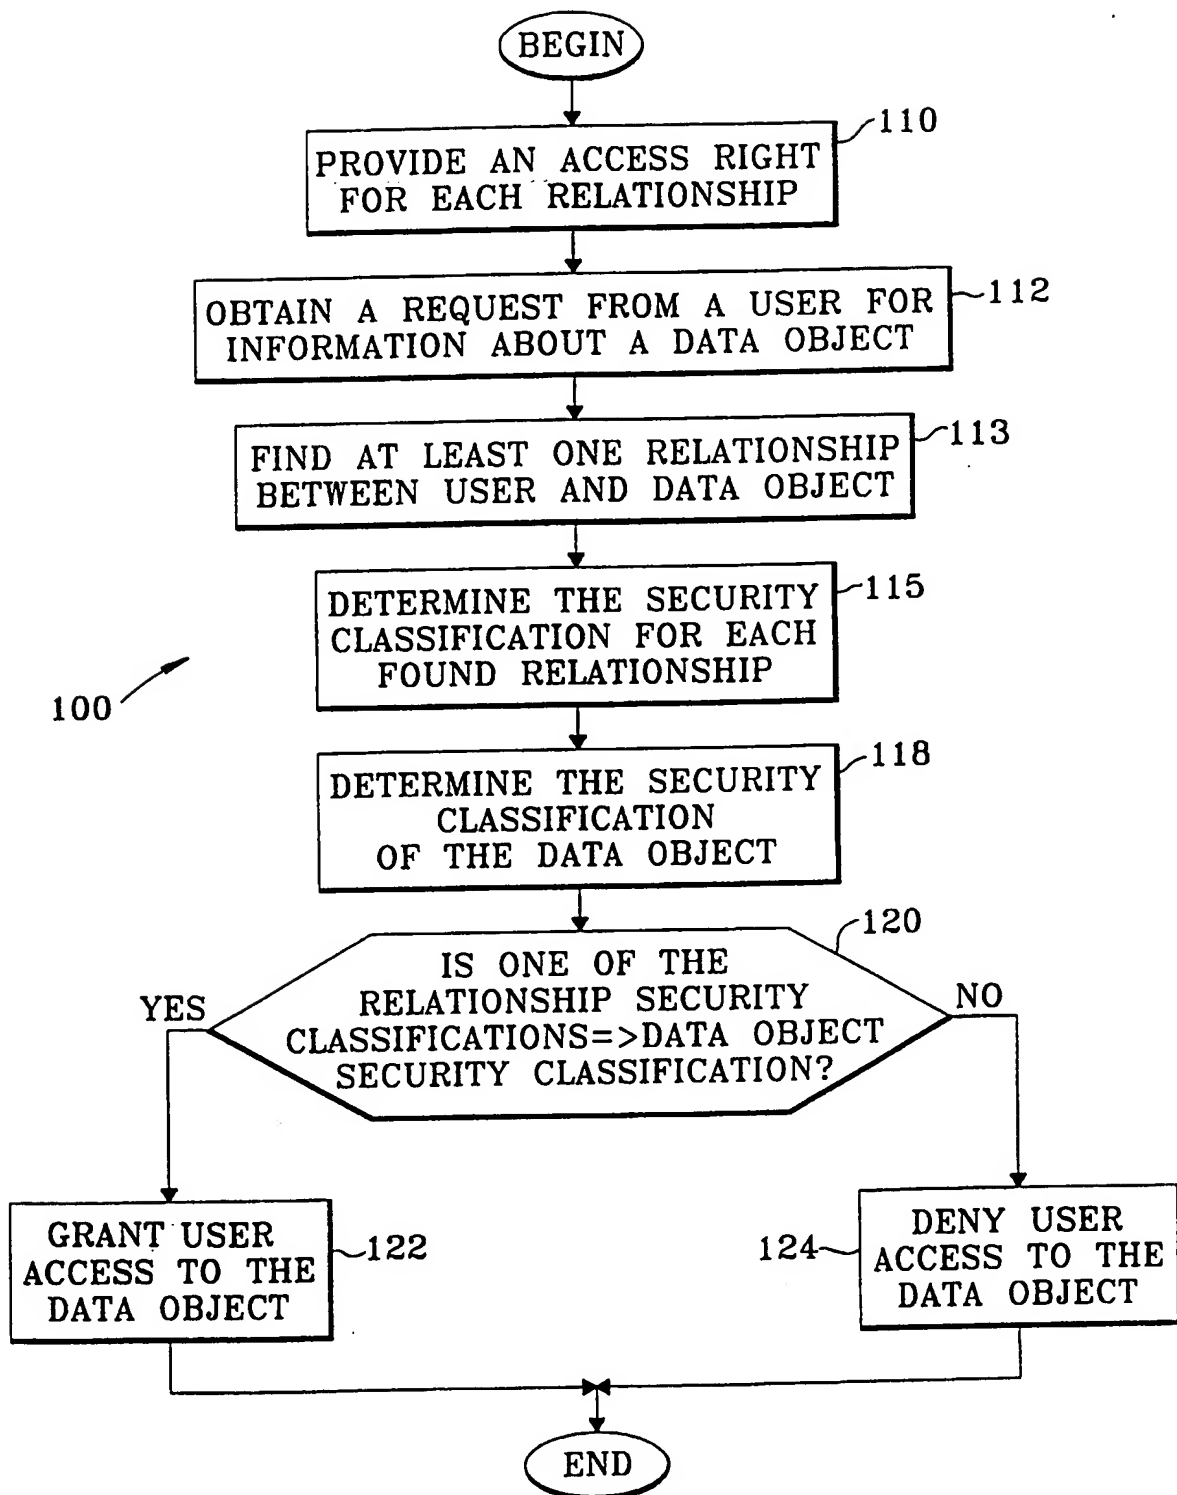 BEGIN
110
PROVIDE AN ACCESS RIGHT
FOR EACH RELATIONSHIP
112
OBTAIN A REQUEST FROM A USER FOR
INFORMATION ABOUT A DATA OBJECT
113
FIND AT LEAST ONE RELATIONSHIP
BETWEEN USER AND DATA OBJECT
115
DETERMINE THE SECURITY
CLASSIFICATION FOR EACH
FOUND RELATIONSHIP
100
118
DETERMINE THE SECURITY
CLASSIFICATION
OF THE DATA OBJECT
120
IS ONE OF THE
RELATIONSHIP SECURITY
CLASSIFICATIONS=>DATA OBJECT
SECURITY CLASSIFICATION?
YES
NO
GRANT USER
ACCESS TO THE
DATA OBJECT
122
124
DENY USER
ACCESS TO THE
DATA OBJECT
END